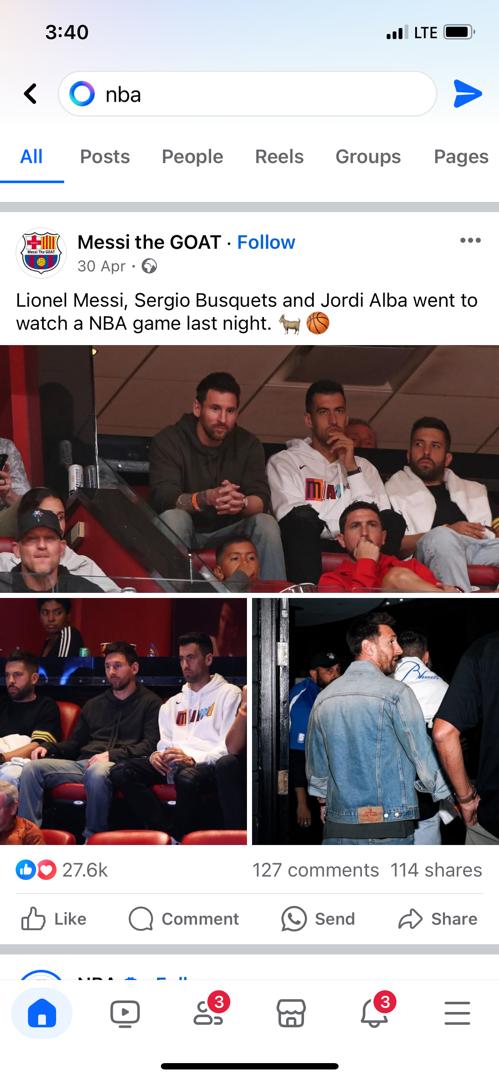 3:40
LTE
nba
All Posts People Reels Groups Pages
Messi the GOAT · Follow
30 Apr ·
Lionel Messi, Sergio Busquets and Jordi Alba went to
watch a NBA game last night. 🐐 🏀
27.6k 127 comments 114 shares
Like Comment Send Share
3 3